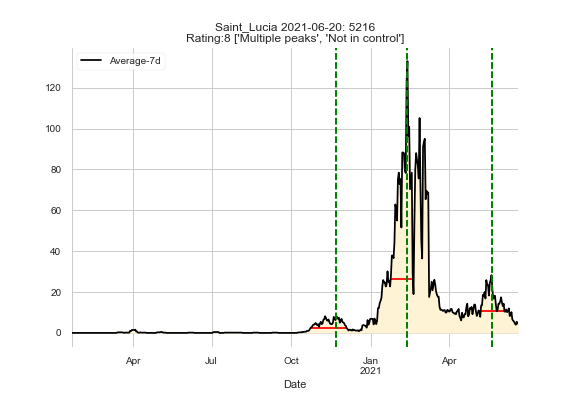 Saint_Lucia 2021-06-20: 5216
Rating:8 ['Multiple peaks', 'Not in control']
Average-7d
120
100
80
60
40
20
0
Apr
Jul
Oct
Jan
2021
Apr
Date